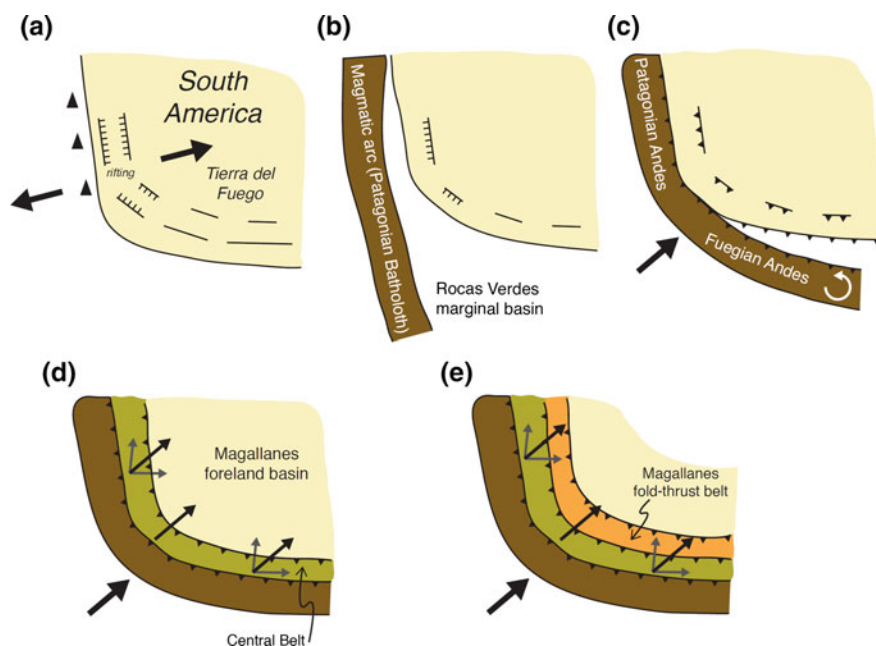 (a)
South
America
rifting
Tierra del
Fuego
(b)
Magmatic arc (Patagonian Batholoth)
Rocas Verdes
marginal basin
(c)
Patagonian Andes
Fuegian Andes
(d)
Magallanes
foreland basin
Central Belt
(e)
Magallanes
fold-thrust belt